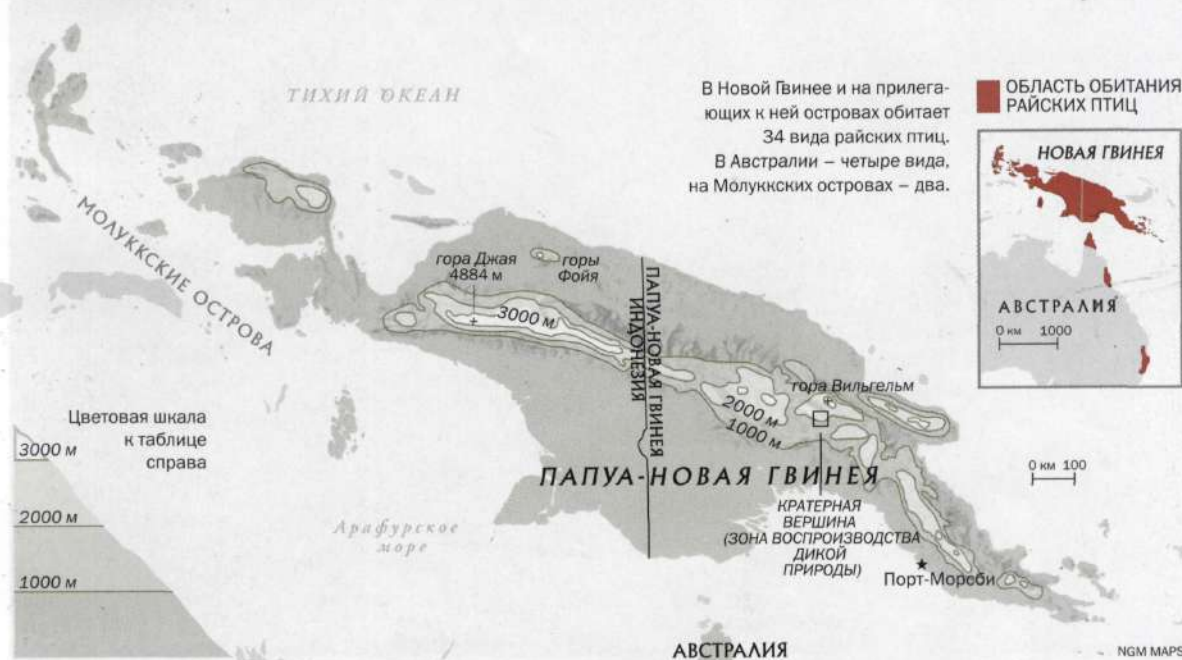 ТИХИЙ ОКЕАН
В Новой Гвинее и на прилега-
ющих к ней островах обитает
34 вида райских птиц.
В Австралии – четыре вида,
на Молуккских островах – два.
ОБЛАСТЬ ОБИТАНИЯ
РАЙСКИХ ПТИЦ
НОВАЯ ГВИНЕЯ
АВСТРАЛИЯ
0 км 1000
МОЛУККСКИЕ ОСТРОВА
гора Джая
4884 м
горы
Фойя
3000 м
ПАПУА-НОВАЯ ГВИНЕЯ
ИНДОНЕЗИЯ
гора Вильгельм
2000 м
1000 м
Цветовая шкала
к таблице
справа
3000 м
2000 м
1000 м
0 км 100
ПАПУА-НОВАЯ ГВИНЕЯ
КРАТЕРНАЯ
ВЕРШИНА
(ЗОНА ВОСПРОИЗВОДСТВА
ДИКОЙ
ПРИРОДЫ)
Арафурское
море
Порт-Морсби
АВСТРАЛИЯ
NGM MAPS